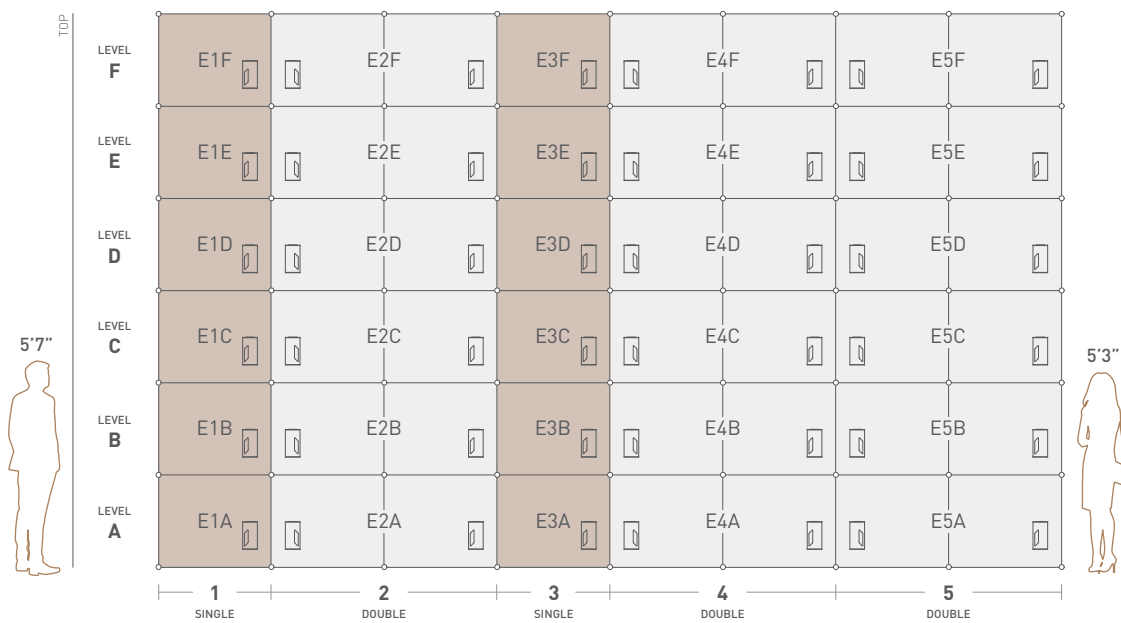 TOP
LEVEL
F
E1F E2F E3F E4F E5F
LEVEL
E
E1E E2E E3E E4E E5E
LEVEL
D
E1D E2D E3D E4D E5D
5’7”
LEVEL
C
E1C E2C E3C E4C E5C
5’3”
LEVEL
B
E1B E2B E3B E4B E5B
LEVEL
A
E1A E2A E3A E4A E5A
1 2 3 4 5
SINGLE DOUBLE SINGLE DOUBLE DOUBLE